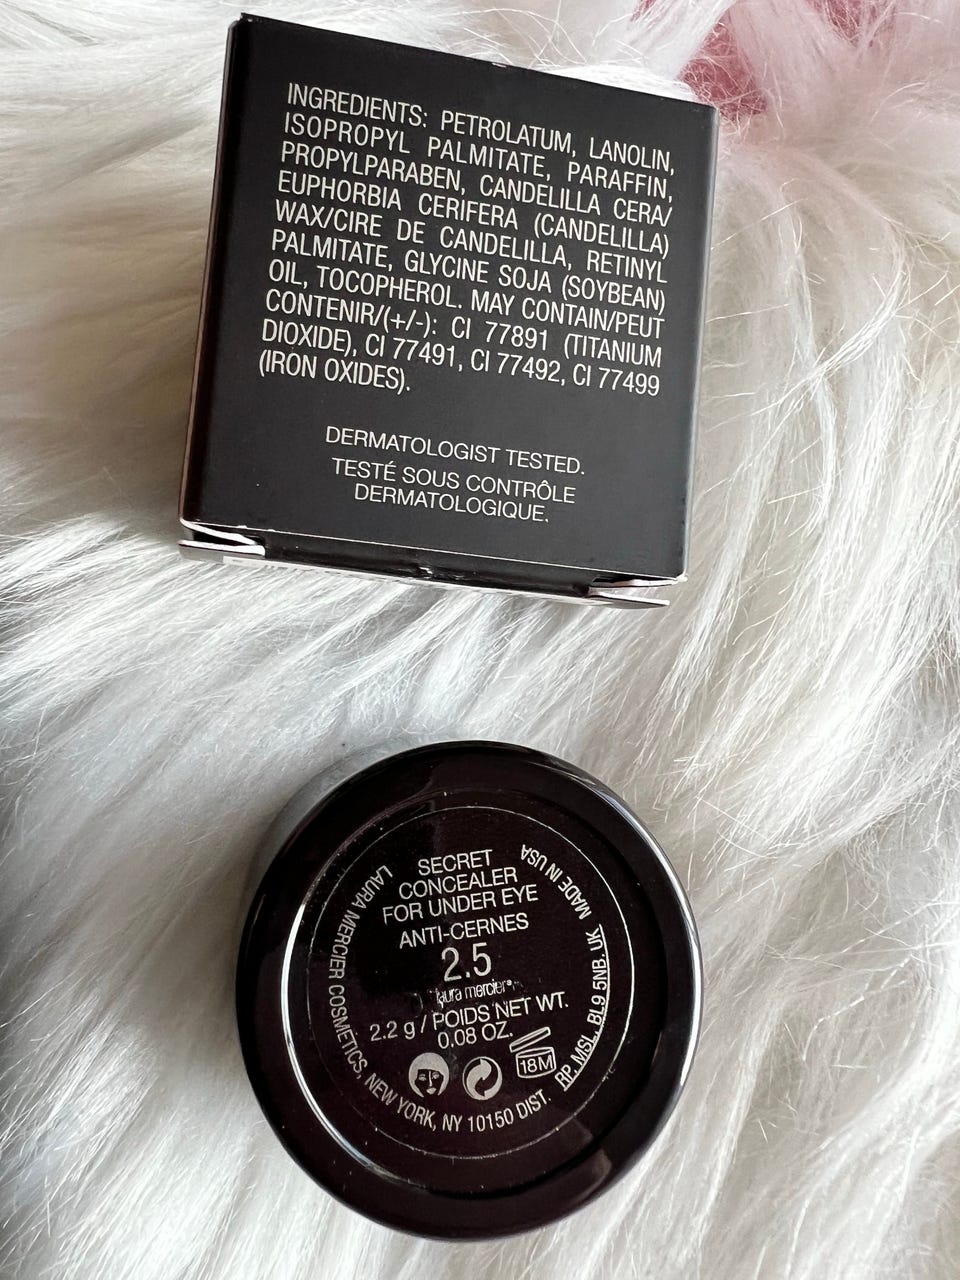 INGREDIENTS: PETROLATUM, LANOLIN,
ISOPROPYL PALMITATE, PARAFFIN,
PROPYLPARABEN, CANDELILLA CERA/
EUPHORBIA CERIFERA (CANDELILLA)
WAX/CIRE DE CANDELILLA, RETINYL
PALMITATE, GLYCINE SOJA (SOYBEAN)
OIL, TOCOPHEROL. MAY CONTAIN/PEUT
CONTENIR/(+/-): CI 77891 (TITANIUM
DIOXIDE), CI 77491, CI 77492, CI 77499
(IRON OXIDES).
DERMATOLOGIST TESTED.
TESTÉ SOUS CONTRÔLE
DERMATOLOGIQUE.
SECRET
CONCEALER
FOR UNDER EYE
ANTI-CERNES
2.5
laura mercier®
2.2 g / POIDS NET WT.
0.08 OZ.
18M
LAURA MERCIER COSMETICS, NEW YORK, NY 10150 DIST. RP. MSL. BL9 5NB. UK MADE IN USA